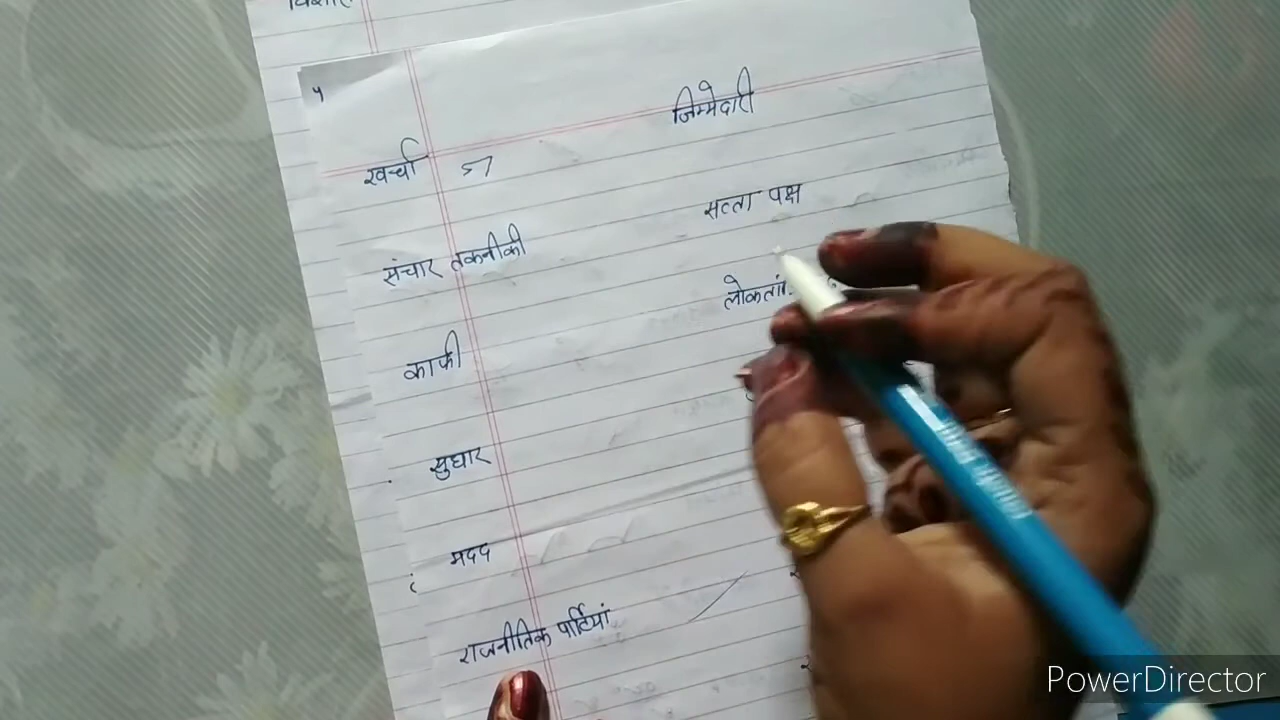 जिम्मेदारी
खर्चा
सत्ता पक्ष
संचार तकनीकी
काफी
सुधार
मदद
राजनीतिक पार्टियां
PowerDirector